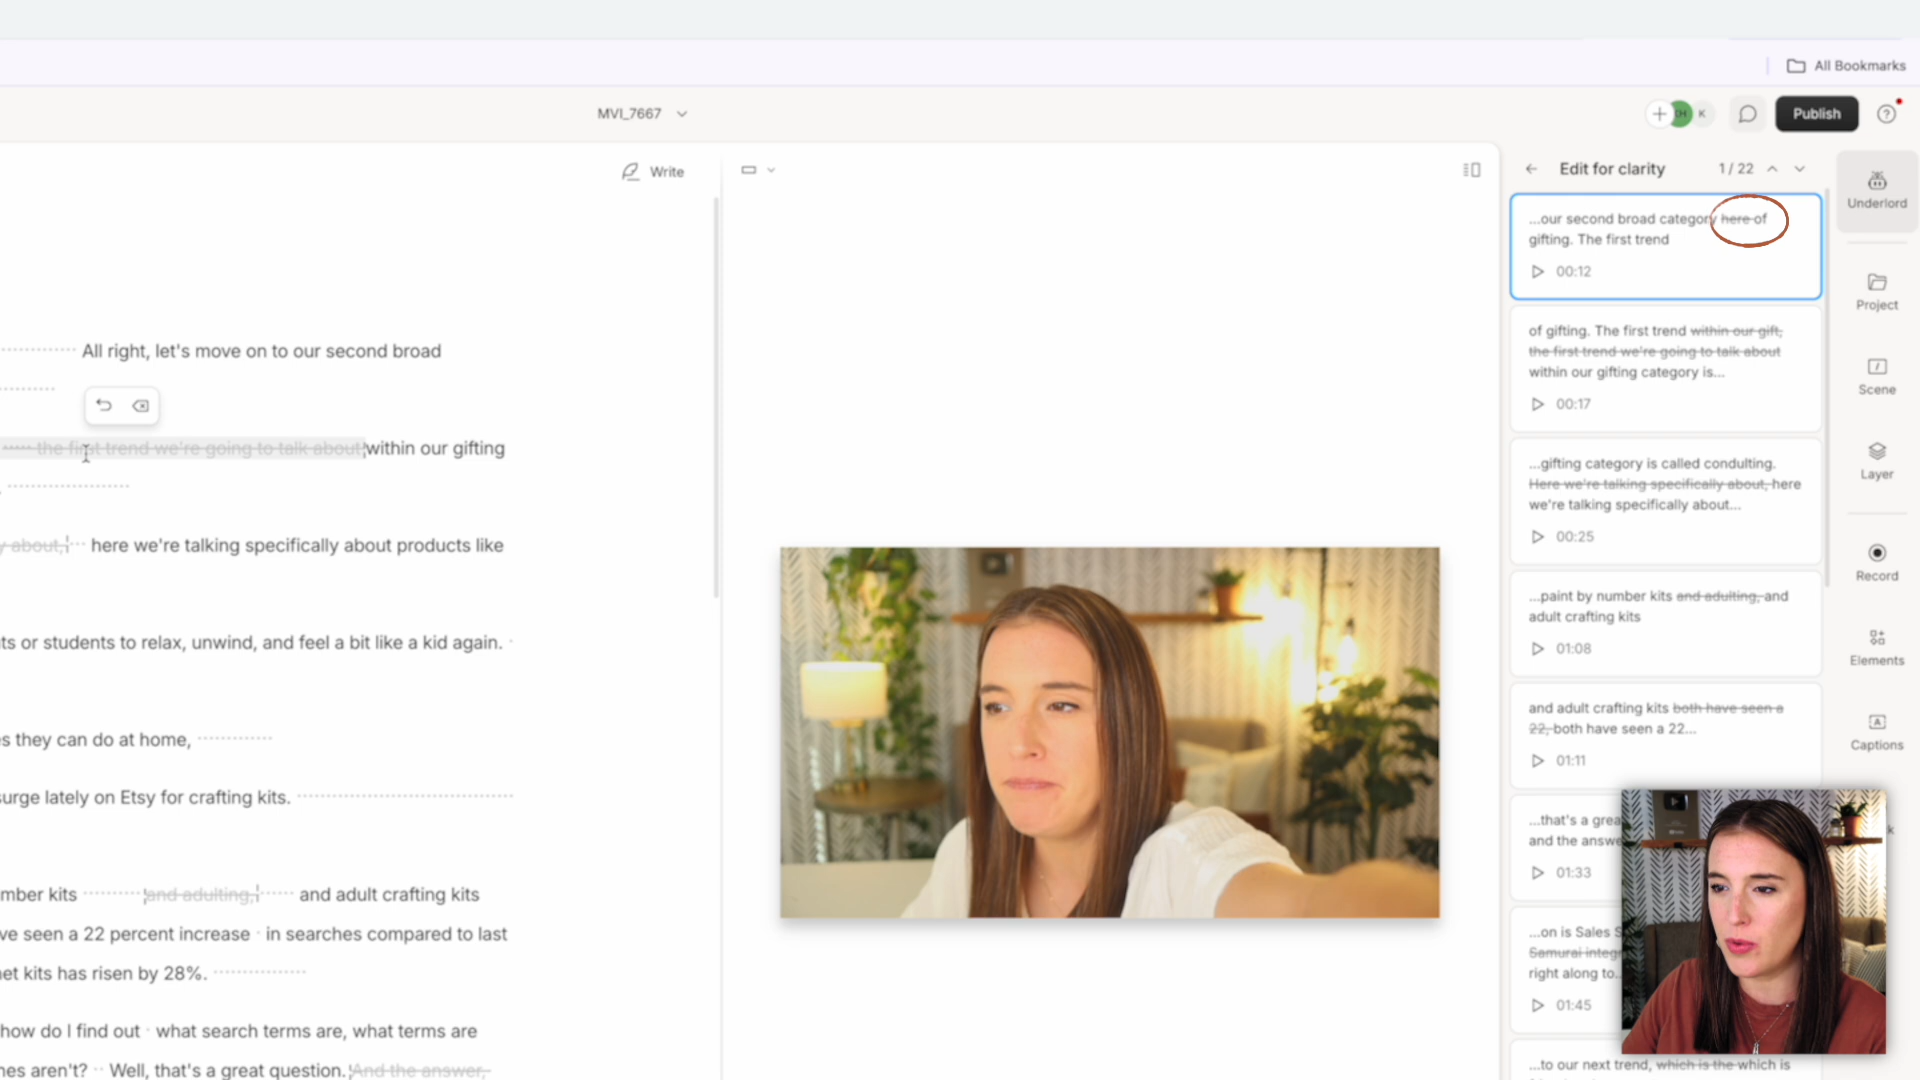 All Bookmarks
MVI_7667
H
K
Publish
Write
Edit for clarity
1 / 22
Underlord
Project
Scene
Layer
Record
Elements
Captions
k
All right, let's move on to our second broad
the first trend we're going to talk about within our gifting
y about, here we're talking specifically about products like
ts or students to relax, unwind, and feel a bit like a kid again.
s they can do at home,
surge lately on Etsy for crafting kits.
mber kits and adulting, and adult crafting kits
ve seen a 22 percent increase in searches compared to last
net kits has risen by 28%.
how do I find out what search terms are, what terms are
nes aren't? Well, that's a great question. And the answer,
...our second broad category here of
gifting. The first trend
00:12
of gifting. The first trend within our gift,
the first trend we're going to talk about
within our gifting category is...
00:17
...gifting category is called condulting.
Here we're talking specifically about, here
we're talking specifically about...
00:25
...paint by number kits and adulting, and
adult crafting kits
01:08
and adult crafting kits both have seen a
22, both have seen a 22...
01:11
...that's a grea
and the answe
01:33
...on is Sales S
Samurai integr
right along to...
01:45
...to our next trend, which is the which is